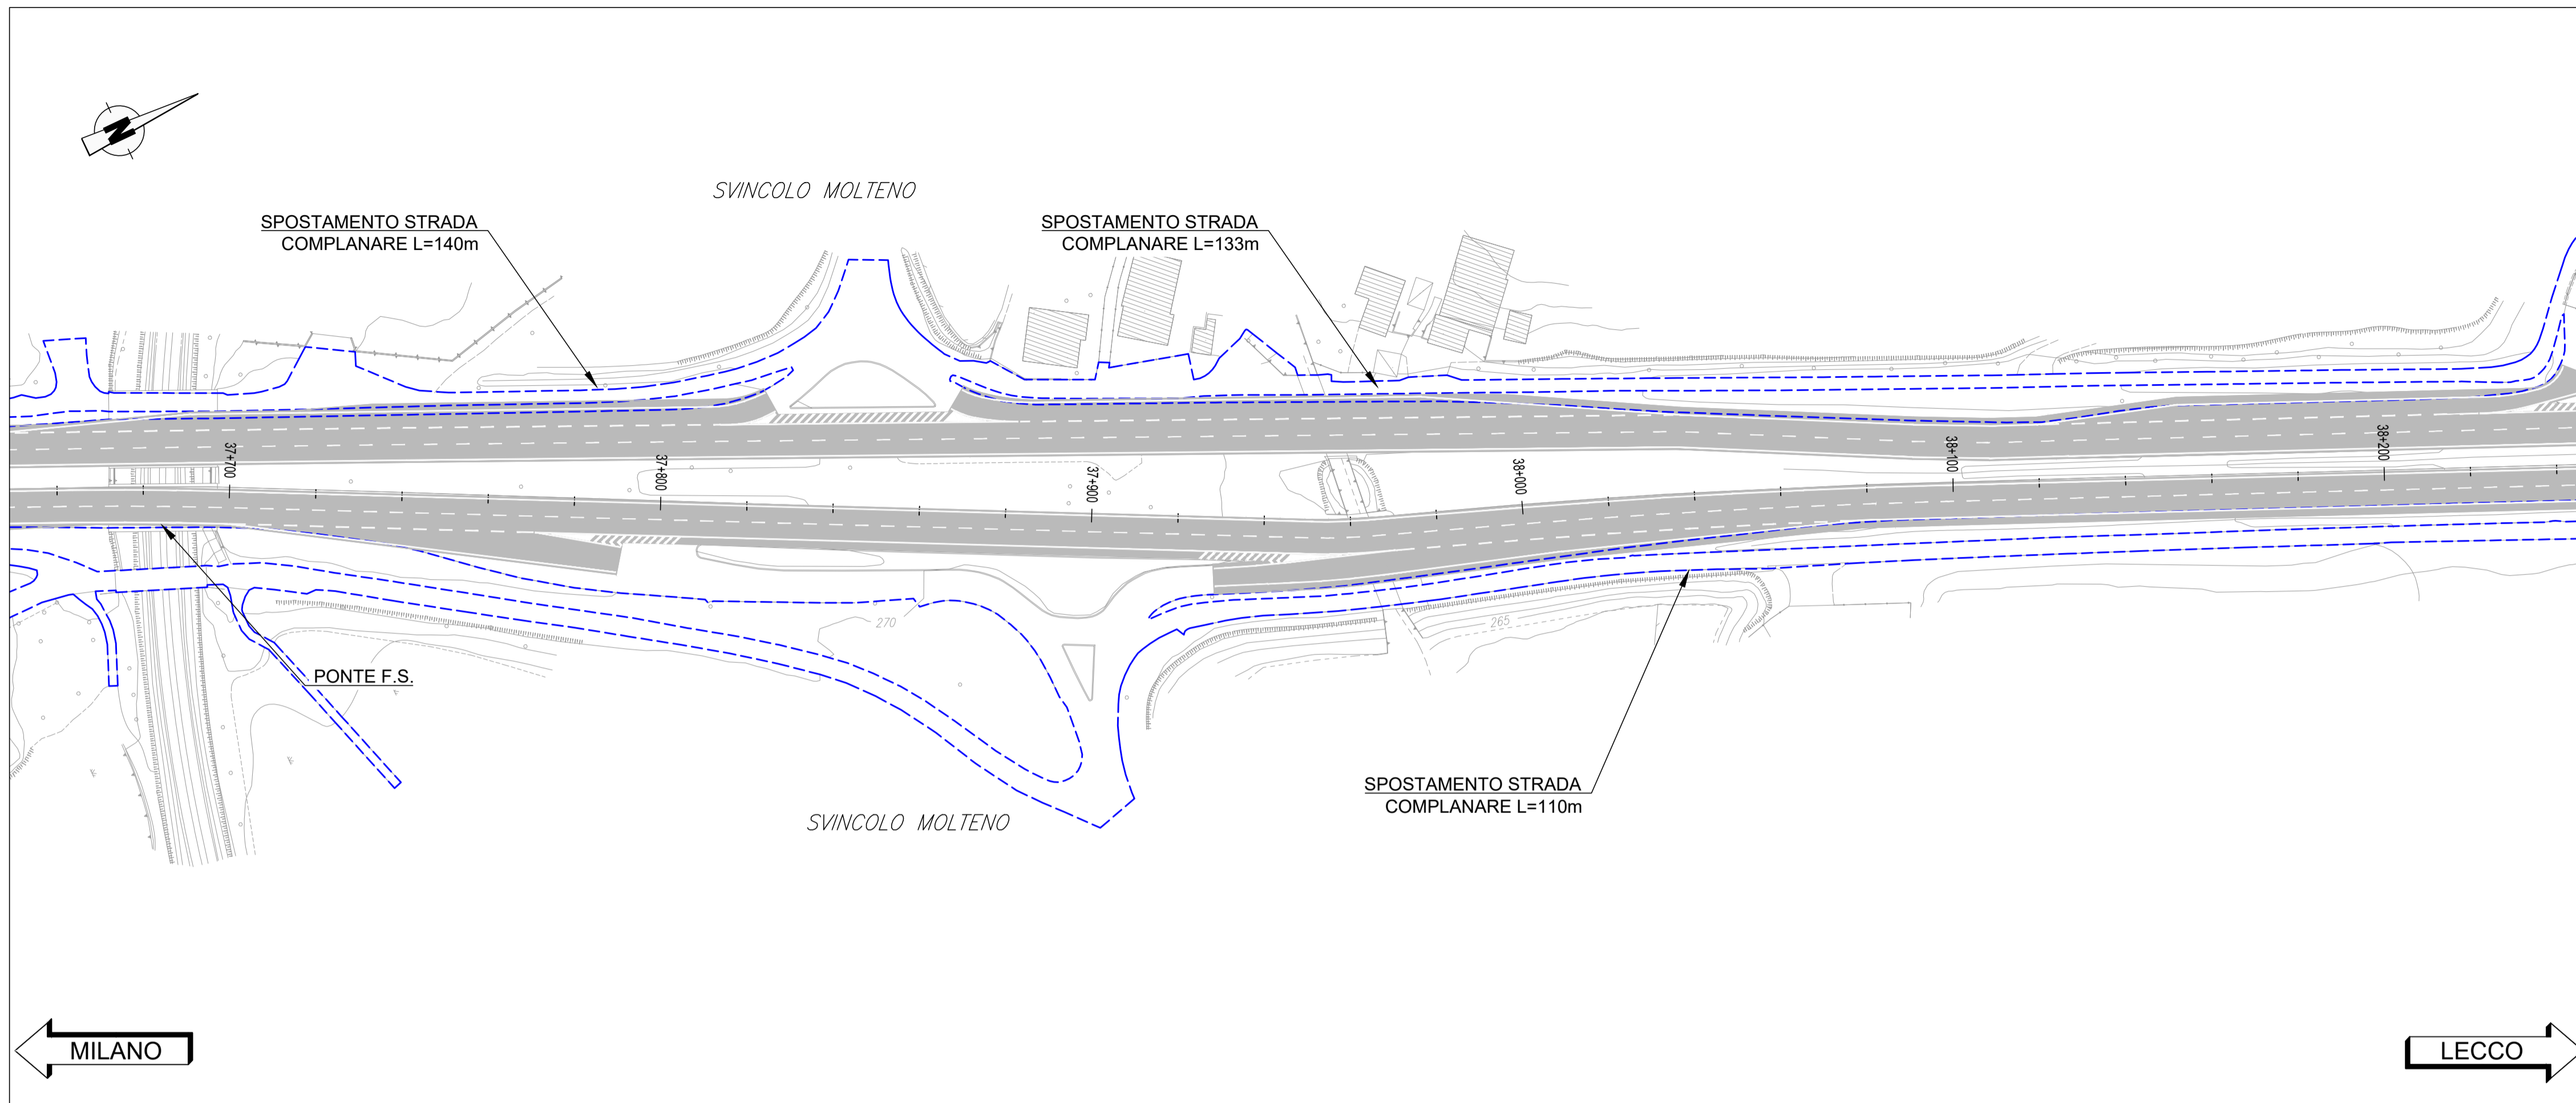 N
SVINCOLO MOLTENO
SPOSTAMENTO STRADA
COMPLANARE L=140m
SPOSTAMENTO STRADA
COMPLANARE L=133m
37+700
37+800
37+900
38+000
38+100
38+200
270
265
PONTE F.S.
SPOSTAMENTO STRADA
COMPLANARE L=110m
SVINCOLO MOLTENO
MILANO
LECCO